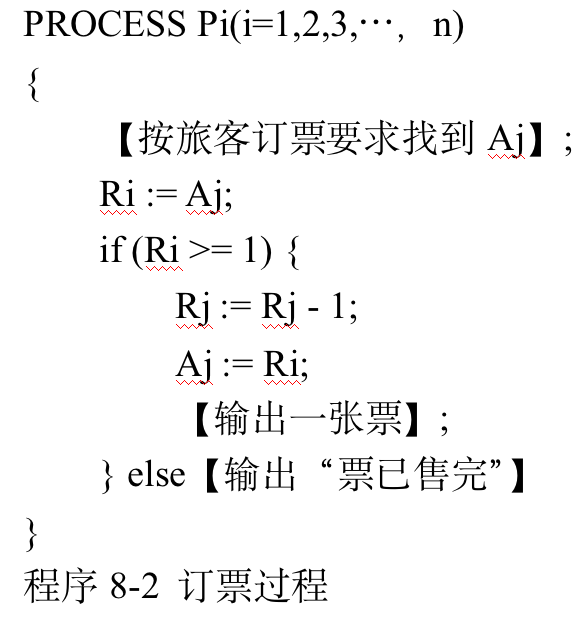 PROCESS Pi(i=1,2,3,…， n)
{
【按旅客订票要求找到 Aj】;
Ri := Aj;
if (Ri >= 1) {
Rj := Rj - 1;
Aj := Ri;
【输出一张票】;
} else【输出“票已售完”】
}
程序 8-2 订票过程